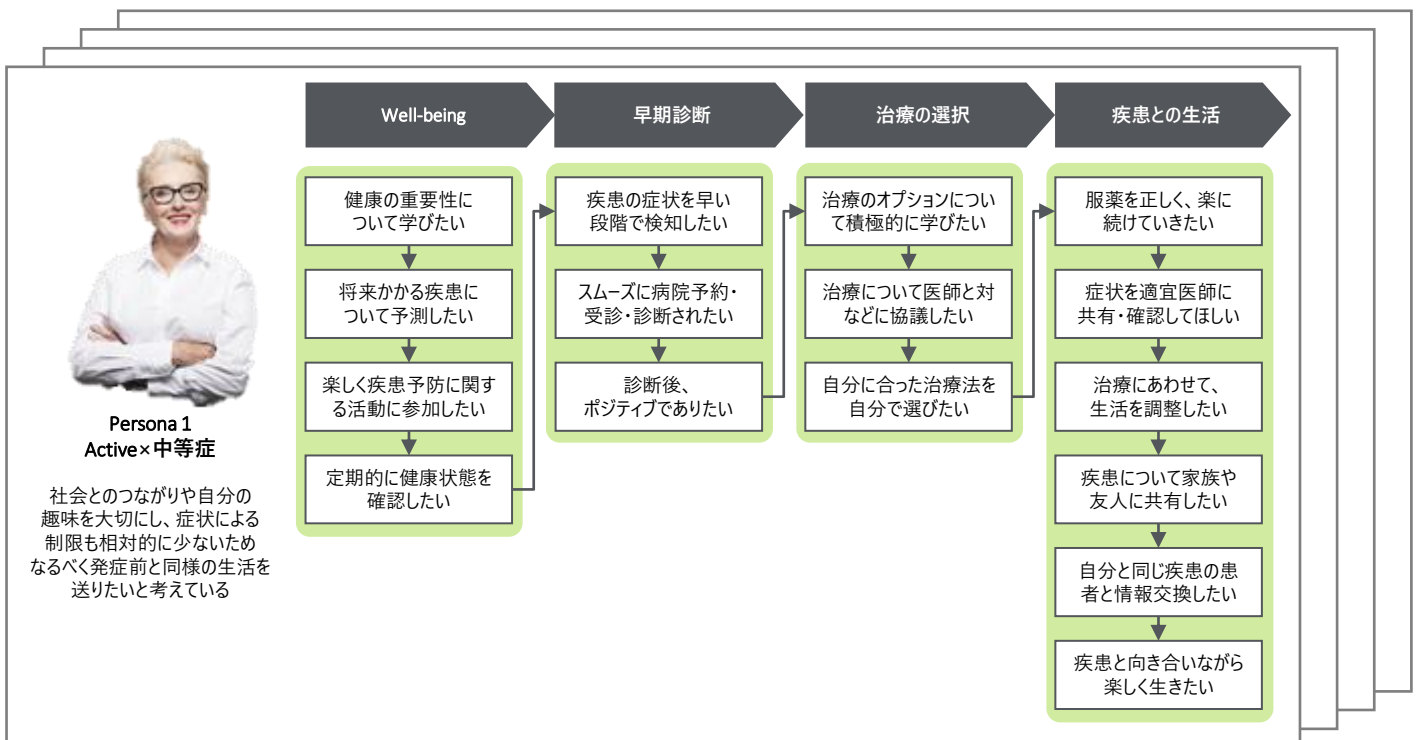 Well-being
早期診断
治療の選択
疾患との生活
Persona 1
Active×中等症
社会とのつながりや自分の
趣味を大切にし、症状による
制限も相対的に少ないため
なるべく発症前と同様の生活を
送りたいと考えている
健康の重要性に
ついて学びたい
将来かかる疾患に
ついて予測したい
楽しく疾患予防に関す
る活動に参加したい
定期的に健康状態を
確認したい
疾患の症状を早い
段階で検知したい
スムーズに病院予約・
受診・診断されたい
診断後、
ポジティブでありたい
治療のオプションについ
て積極的に学びたい
治療について医師と対
などに協議したい
自分に合った治療法を
自分で選びたい
服薬を正しく、楽に
続けていきたい
症状を適宜医師に
共有・確認してほしい
治療にあわせて、
生活を調整したい
疾患について家族や
友人に共有したい
自分と同じ疾患の患
者と情報交換したい
疾患と向き合いながら
楽しく生きたい